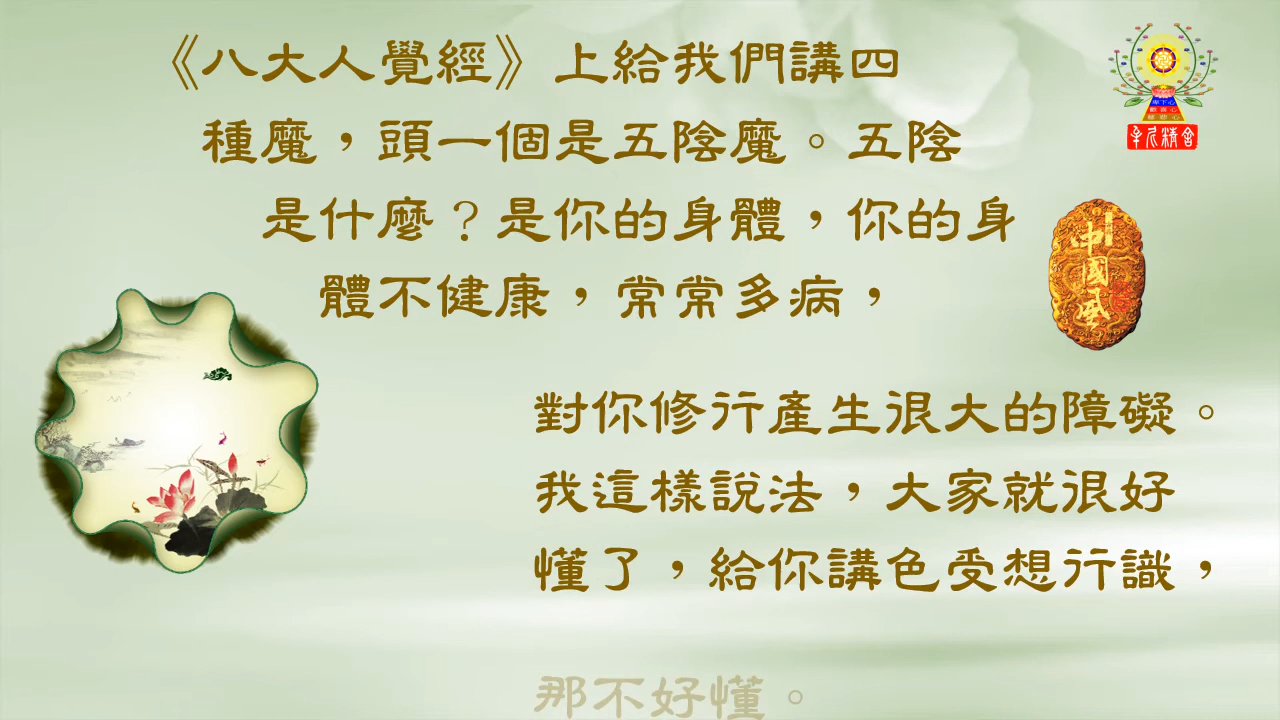 《八大人覺經》上給我們講四
種魔，頭一個是五陰魔。五陰
是什麼？是你的身體，你的身
體不健康，常常多病，
對你修行產生很大的障礙。
我這樣說法，大家就很好
懂了，給你講色受想行識，
那不好懂。
中國風